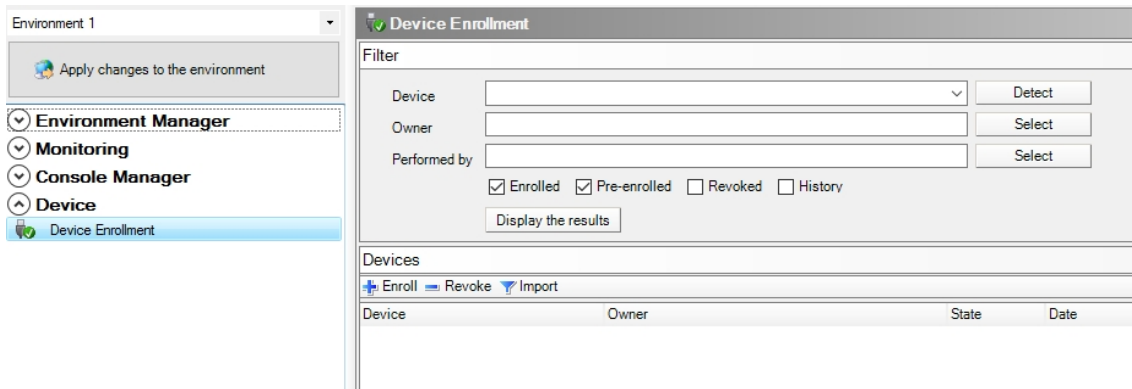 Environment 1
Apply changes to the environment
Environment Manager
Monitoring
Console Manager
Device
Device Enrollment
Device Enrollment
Filter
Device Detect
Owner Select
Performed by Select
Enrolled Pre-enrolled Revoked History
Display the results
Devices
Enroll Revoke Import
Device Owner State Date